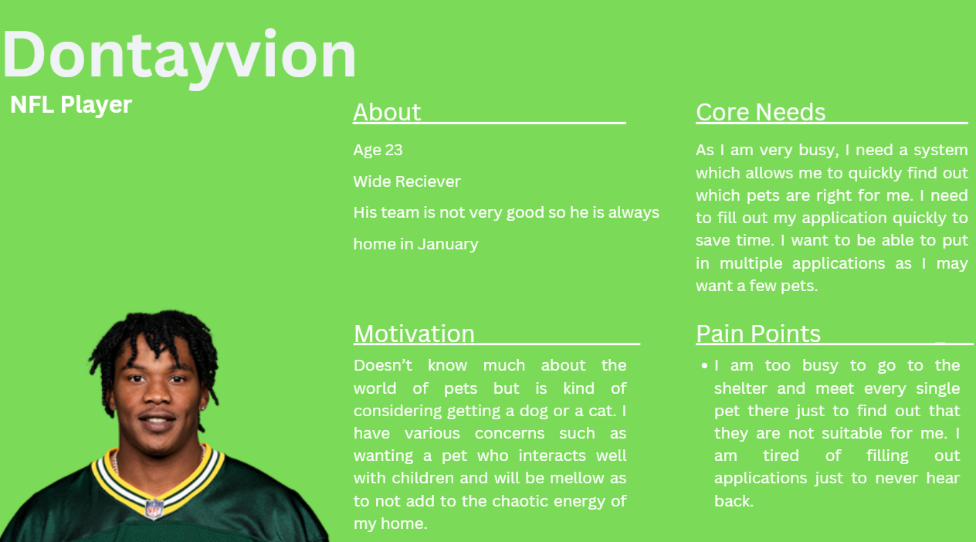 Dontayvion
NFL Player
About
Age 23
Wide Reciever
His team is not very good so he is always
home in January
Core Needs
As I am very busy, I need a system
which allows me to quickly find out
which pets are right for me. I need
to fill out my application quickly to
save time. I want to be able to put
in multiple applications as I may
want a few pets.
Motivation
Doesn't know much about the
world of pets but is kind of
considering getting a dog or a cat. I
have various concerns such as
wanting a pet who interacts well
with children and will be mellow as
to not add to the chaotic energy of
my home.
Pain Points
• I am too busy to go to the
shelter and meet every single
pet there just to find out that
they are not suitable for me. I
am tired of filling out
applications just to never hear
back.